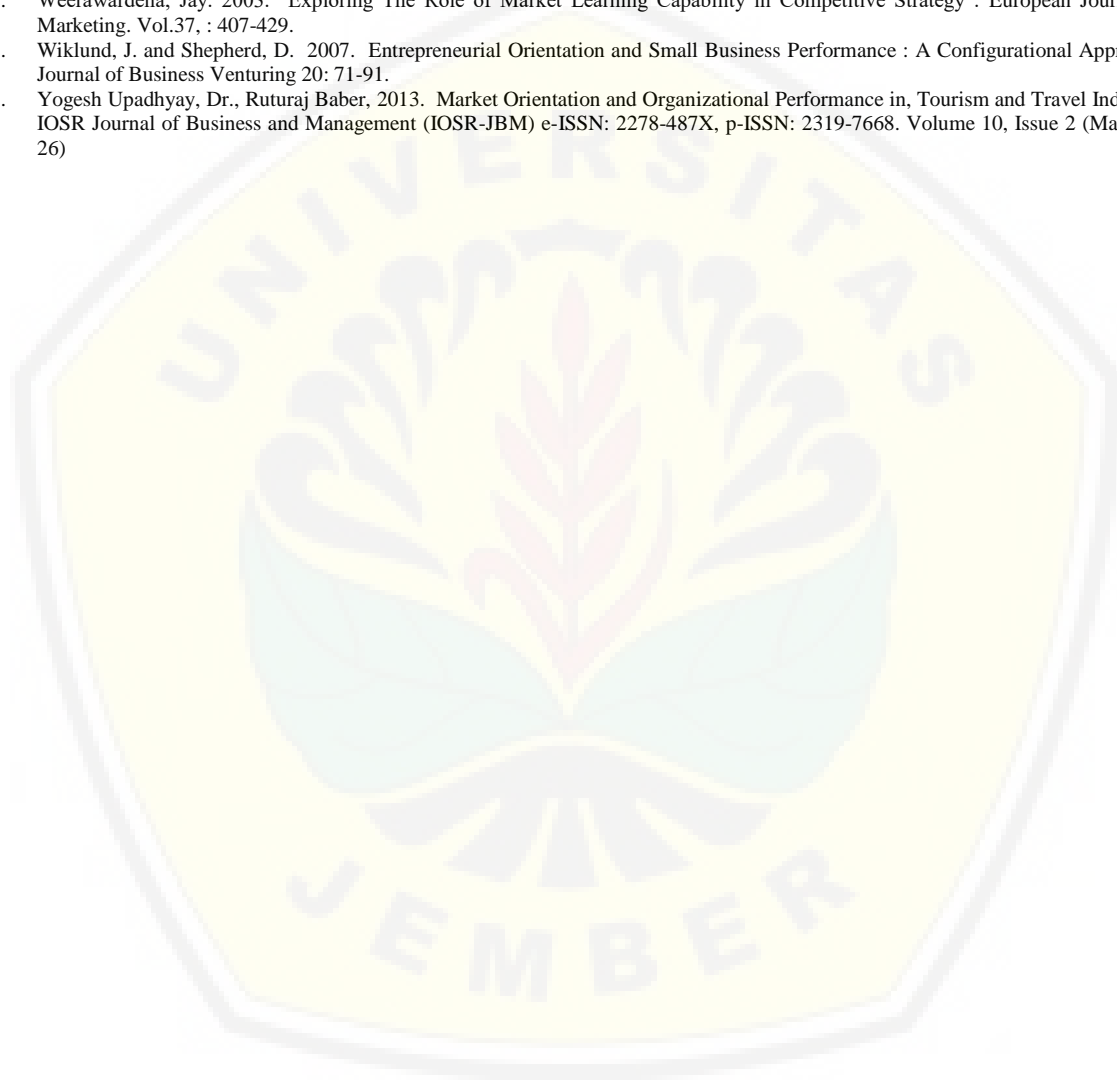 . Weerawardena, Jay. 2003. Exploring The Role of Market Learning Capability in Competitive Strategy : European Jour
Marketing. Vol.37, : 407-429.
. Wiklund, J. and Shepherd, D. 2007. Entrepreneurial Orientation and Small Business Performance : A Configurational App
Journal of Business Venturing 20: 71-91.
. Yogesh Upadhyay, Dr., Ruturaj Baber, 2013. Market Orientation and Organizational Performance in, Tourism and Travel Ind
IOSR Journal of Business and Management (IOSR-JBM) e-ISSN: 2278-487X, p-ISSN: 2319-7668. Volume 10, Issue 2 (Ma
26)
UNIVERSITAS
JEMBER